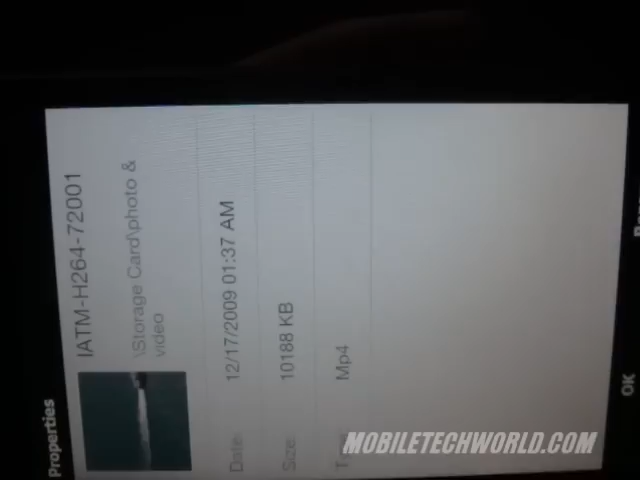 Properties
IATM-H264-72001
\Storage Card\photo &
video
Date: 12/17/2009 01:37 AM
Size: 10188 KB
Mp4
OK
MOBILETECHWORLD.COM